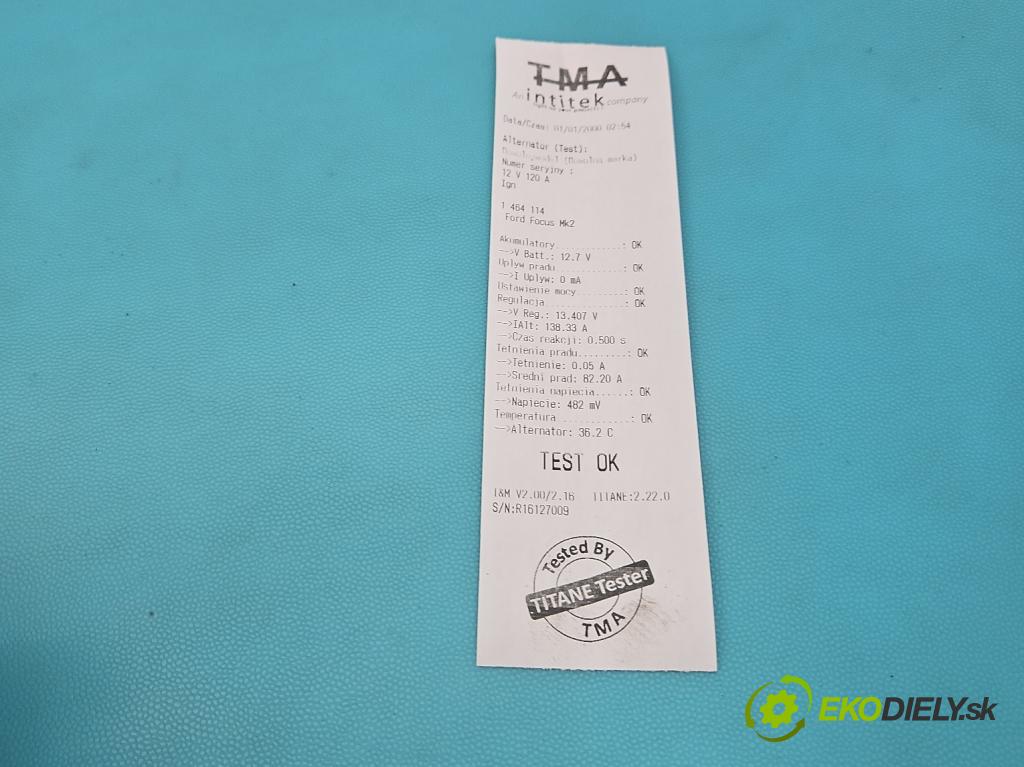 TMA
An intitek company
Data/Czas: 01/01/2000 02:54
Alternator (Test):
(Dowolna marka)
Numer seryjny :
12 V 120 A
Ign
1 464 114
Ford Focus Mk2
Akumulatory............: OK
-->V Batt.: 12.7 V
Uplyw pradu............: OK
-->I Uplyw: 0 mA
Ustawienie mocy........: OK
Regulacja..............: OK
-->V Reg.: 13.407 V
-->IAlt: 138.33 A
-->Czas reakcji: 0.500 s
Tetnienia pradu.........: OK
-->Tetnienie: 0.05 A
-->Sredni prad: 82.20 A
Tetnienia napiecia......: OK
-->Napiecie: 482 mV
Temperatura ............: OK
-->Alternator: 36.2 C
TEST OK
I&M V2.00/2.16 TITANE:2.22.0
S/N:R16127009
Tested By
TITANE Tester
TMA
EKODIELY.sk